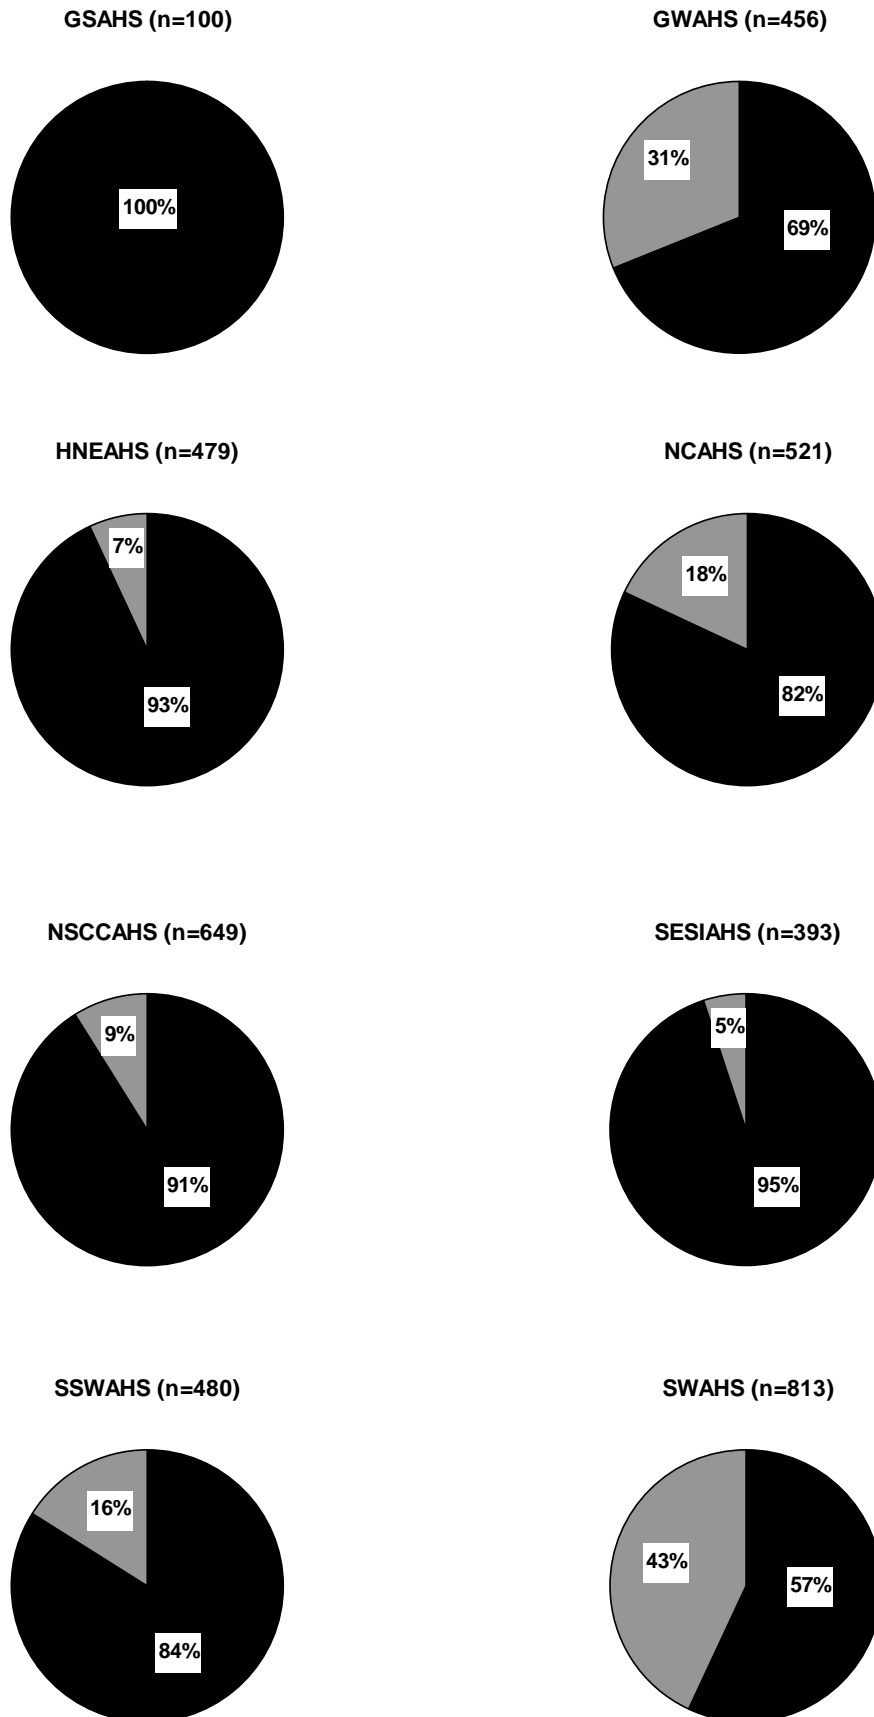 GSAHS (n=100)
GWAHS (n=456)
100%
31%
69%
HNEAHS (n=479)
NCAHS (n=521)
7%
93%
18%
82%
NSCCAHS (n=649)
SESIAHS (n=393)
9%
91%
5%
95%
SSWAHS (n=480)
SWAHS (n=813)
16%
84%
43%
57%